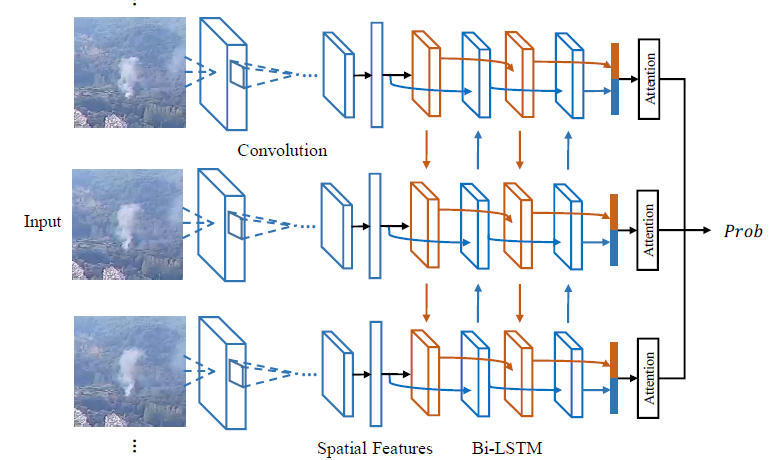 Convolution
Attention
Input
Attention
Prob
Attention
Spatial Features
Bi-LSTM